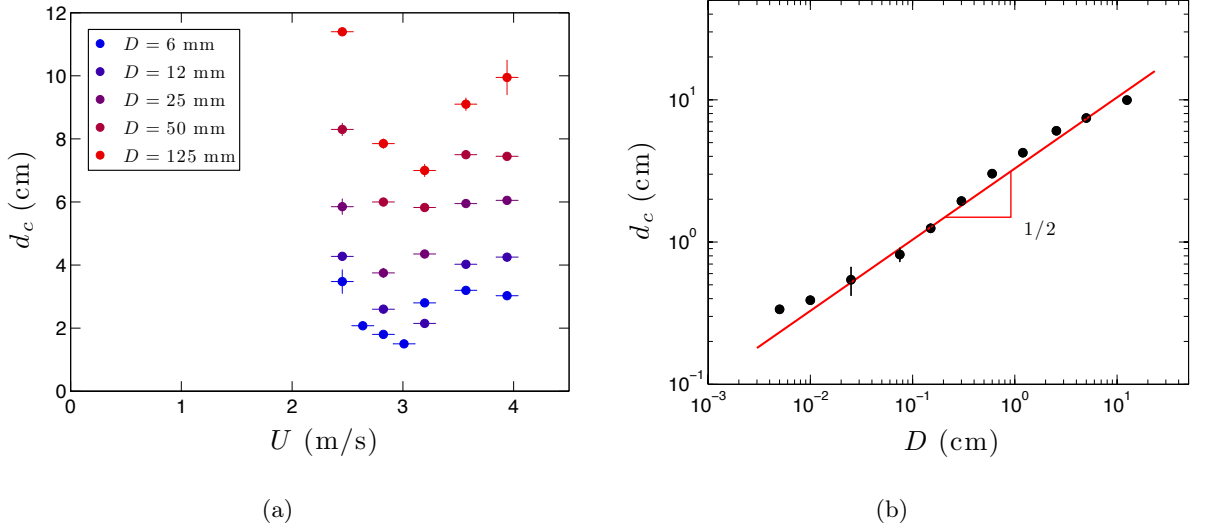 12
10
8
6
4
2
0
d_c (cm)
D = 6 mm
D = 12 mm
D = 25 mm
D = 50 mm
D = 125 mm
0 1 2 3 4
U (m/s)
(a)
10^1
10^0
10^−1
d_c (cm)
1/2
10^−3 10^−2 10^−1 10^0 10^1
D (cm)
(b)